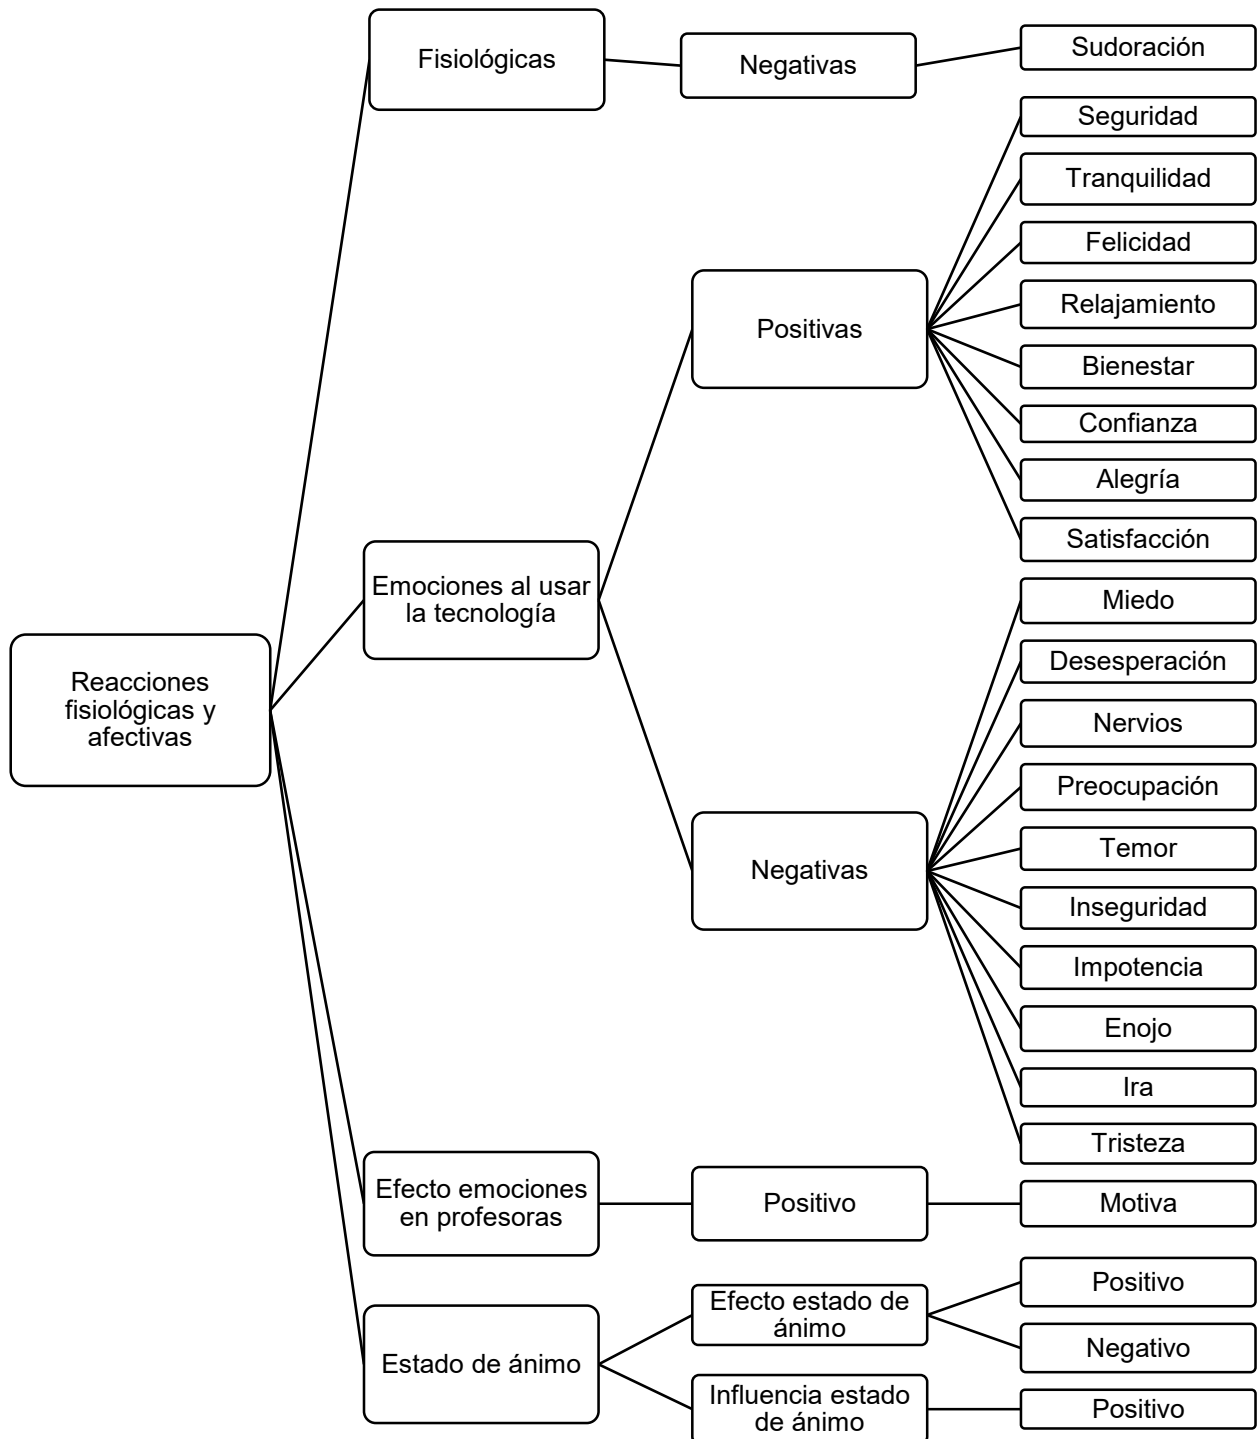 Reacciones
fisiológicas y
afectivas
Fisiológicas
Negativas
Sudoración
Emociones al usar
la tecnología
Positivas
Seguridad
Tranquilidad
Felicidad
Relajamiento
Bienestar
Confianza
Alegría
Satisfacción
Negativas
Miedo
Desesperación
Nervios
Preocupación
Temor
Inseguridad
Impotencia
Enojo
Ira
Tristeza
Efecto emociones
en profesoras
Positivo
Motiva
Estado de ánimo
Efecto estado de
ánimo
Positivo
Negativo
Influencia estado
de ánimo
Positivo